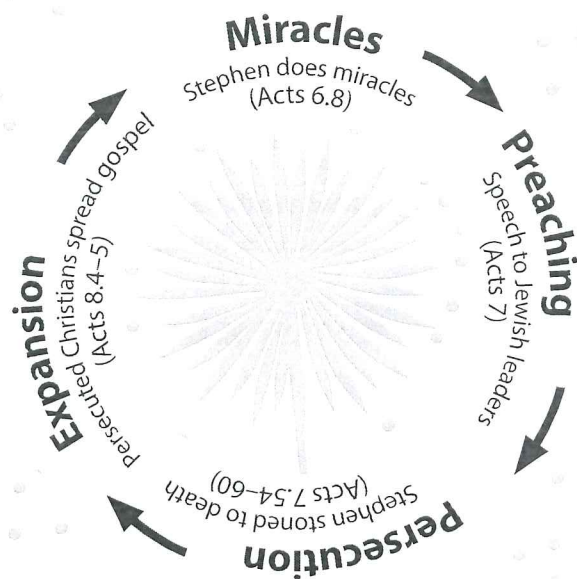 Miracles
Stephen does miracles
(Acts 6.8)
Preaching
Speech to Jewish leaders
(Acts 7)
Persecution
Stephen stoned to death
(Acts 7.54–60)
Expansion
Persecuted Christians spread gospel
(Acts 8.4–5)